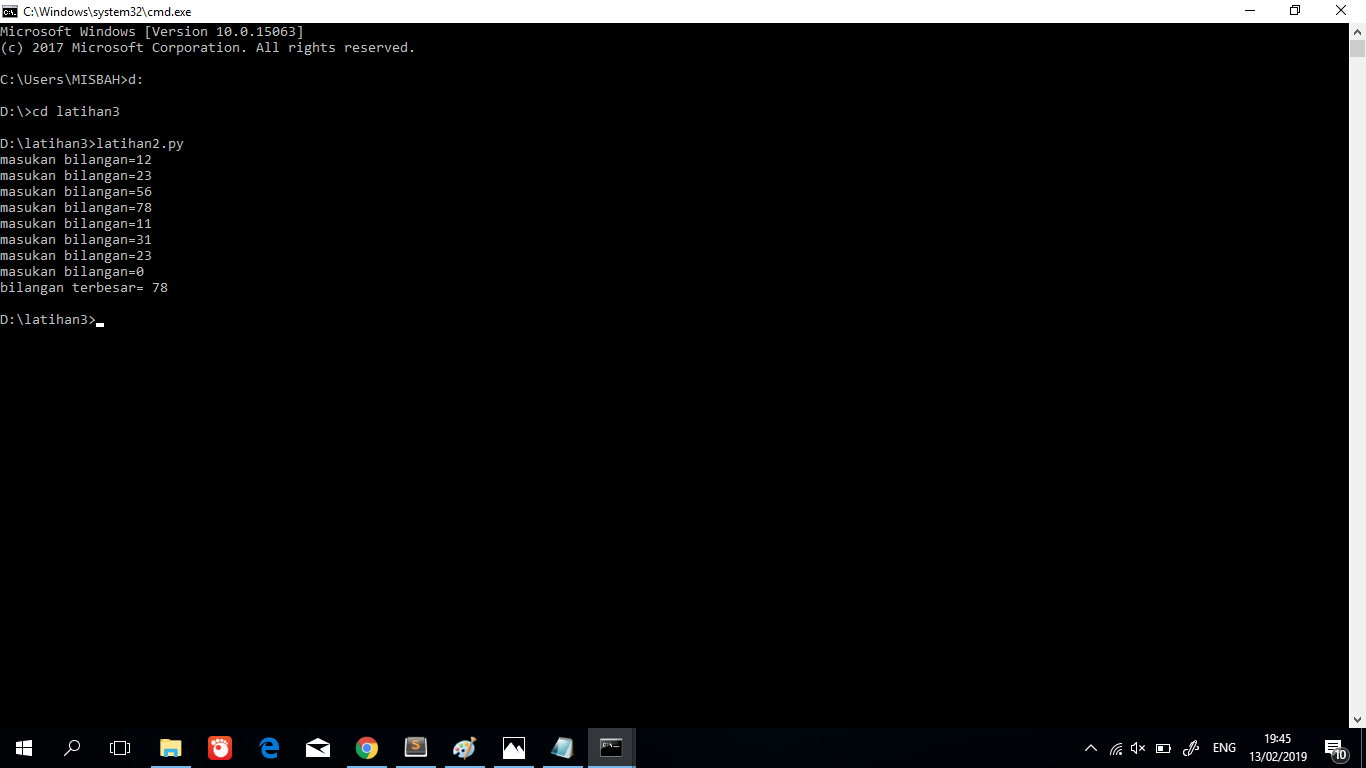 C:\Windows\system32\cmd.exe
Microsoft Windows [Version 10.0.15063]
(c) 2017 Microsoft Corporation. All rights reserved.
C:\Users\MISBAH>d:
D:\>cd latihan3
D:\latihan3>latihan2.py
masukan bilangan=12
masukan bilangan=23
masukan bilangan=56
masukan bilangan=78
masukan bilangan=11
masukan bilangan=31
masukan bilangan=23
masukan bilangan=0
bilangan terbesar= 78
D:\latihan3>
ENG
19:45
13/02/2019
10